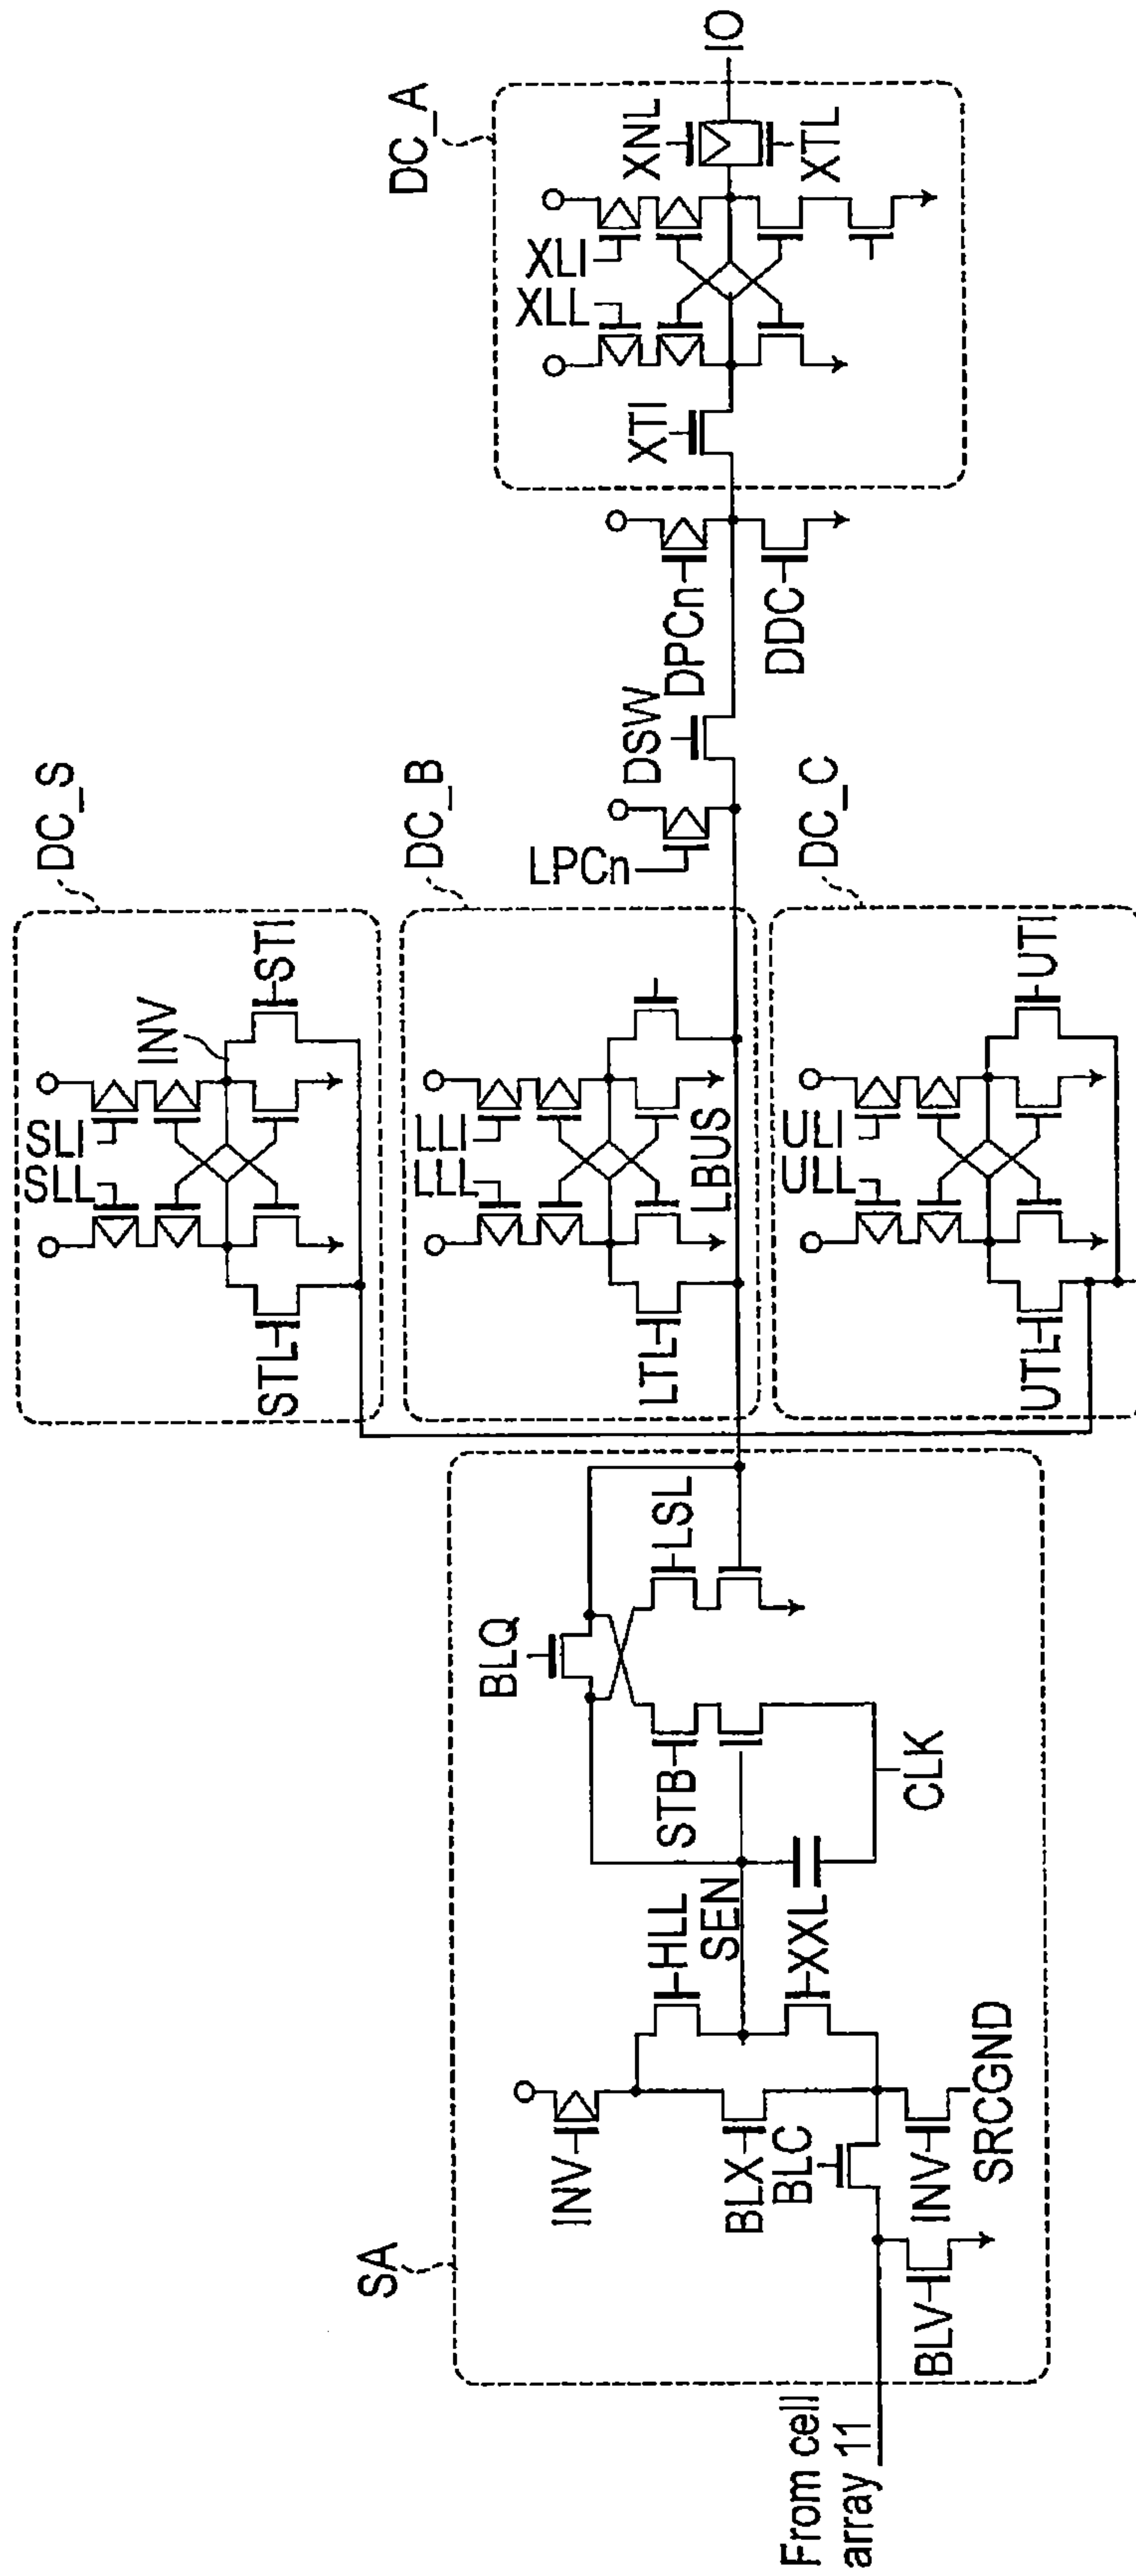 DC_S
SLI
SLL
INV
STI
STL
DC_B
LLI
LLL
LBUS
LTL
DC_C
ULI
ULL
UTI
UTL
LPCn
DSW
DPCn
DDC
DC_A
XLI
XLL
XTI
XNL
XTL
IO
SA
BLQ
LSL
STB
CLK
HLL
SEN
XXL
INV
BLX
BLC
INV
SRCGND
BLV
From cell
array 11